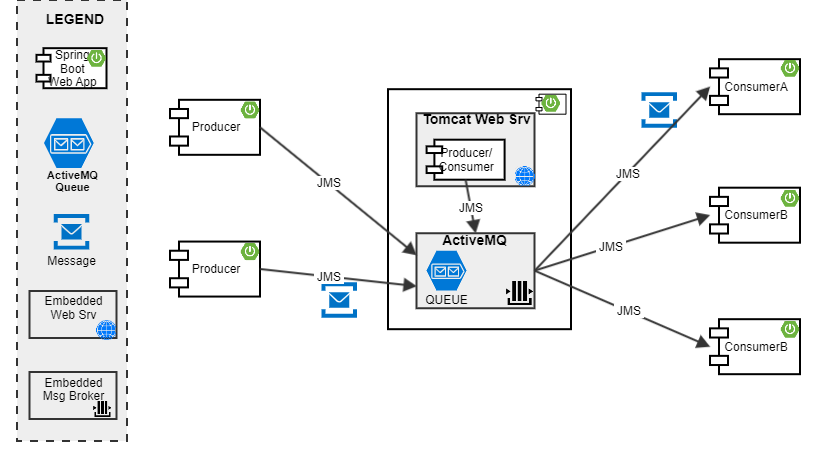 LEGEND
Spring
Boot
Web App
ActiveMQ
Queue
Message
Embedded
Web Srv
Embedded
Msg Broker
Producer
JMS
Producer
JMS
Tomcat Web Srv
Producer/
Consumer
JMS
ActiveMQ
QUEUE
JMS
JMS
JMS
ConsumerA
ConsumerB
ConsumerB